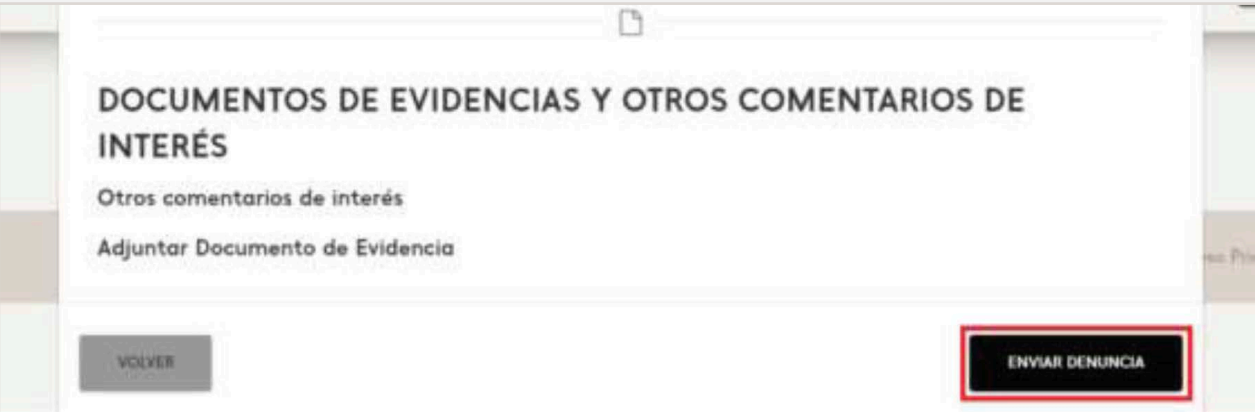 DOCUMENTOS DE EVIDENCIAS Y OTROS COMENTARIOS DE
INTERÉS
Otros comentarios de interés
Adjuntar Documento de Evidencia
VOLVER
ENVIAR DENUNCIA